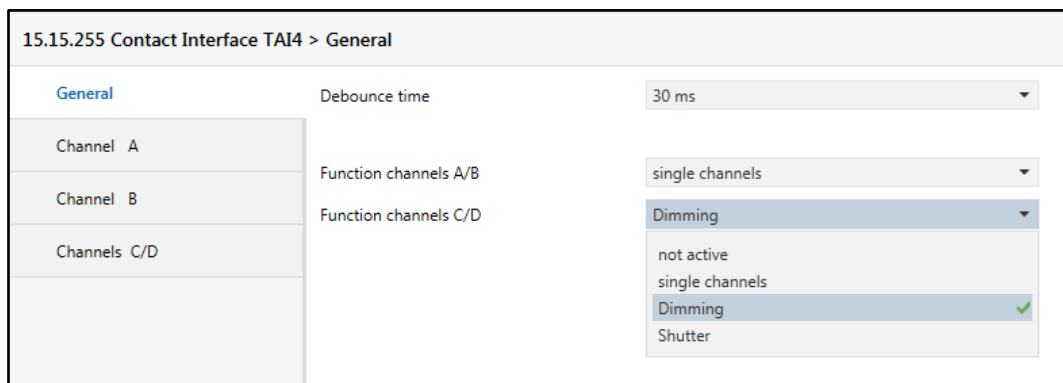 15.15.255 Contact Interface TAI4 > General
General
Debounce time 30 ms
Channel A
Function channels A/B single channels
Channel B
Function channels C/D Dimming
Channels C/D
not active
single channels
Dimming
Shutter